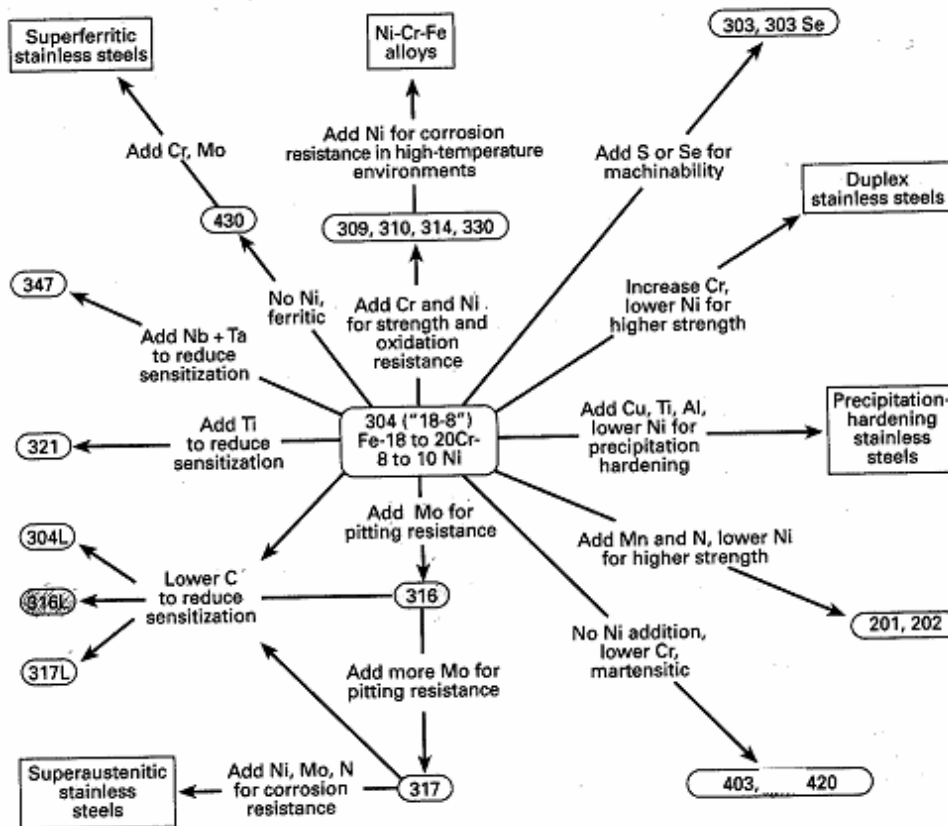 Superferritic
stainless steels
Ni-Cr-Fe
alloys
303, 303 Se
Add Cr, Mo
Add Ni for corrosion
resistance in high-temperature
environments
Add S or Se for
machinability
Duplex
stainless steels
430
309, 310, 314, 330
347
No Ni,
ferritic
Add Cr and Ni
for strength and
oxidation
resistance
Increase Cr,
lower Ni for
higher strength
Add Nb + Ta
to reduce
sensitization
321
Add Ti
to reduce
sensitization
304 ("18-8")
Fe-18 to 20Cr-
8 to 10 Ni
Add Cu, Ti, Al,
lower Ni for
precipitation
hardening
Precipitation-
hardening
stainless
steels
Add Mo for
pitting resistance
304L
316L
317L
Lower C
to reduce
sensitization
316
Add Mn and N, lower Ni
for higher strength
201, 202
No Ni addition,
lower Cr,
martensitic
Add more Mo for
pitting resistance
Superaustenitic
stainless
steels
Add Ni, Mo, N
for corrosion
resistance
317
403, 420